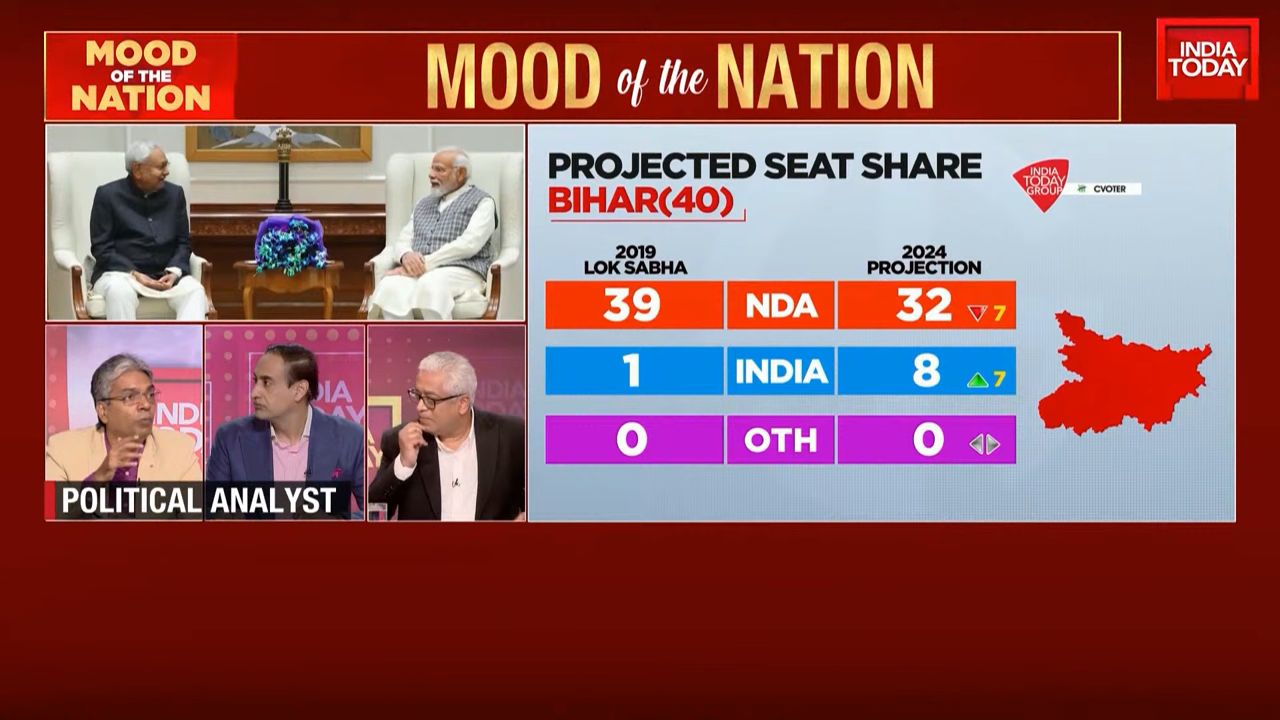 MOOD
OF THE
NATION
MOOD of the NATION
INDIA
TODAY
PROJECTED SEAT SHARE
BIHAR(40)
INDIA
TODAY
GROUP
CVOTER
2019
LOK SABHA
2024
PROJECTION
39 NDA 32 7
1 INDIA 8 7
0 OTH 0
POLITICAL ANALYST